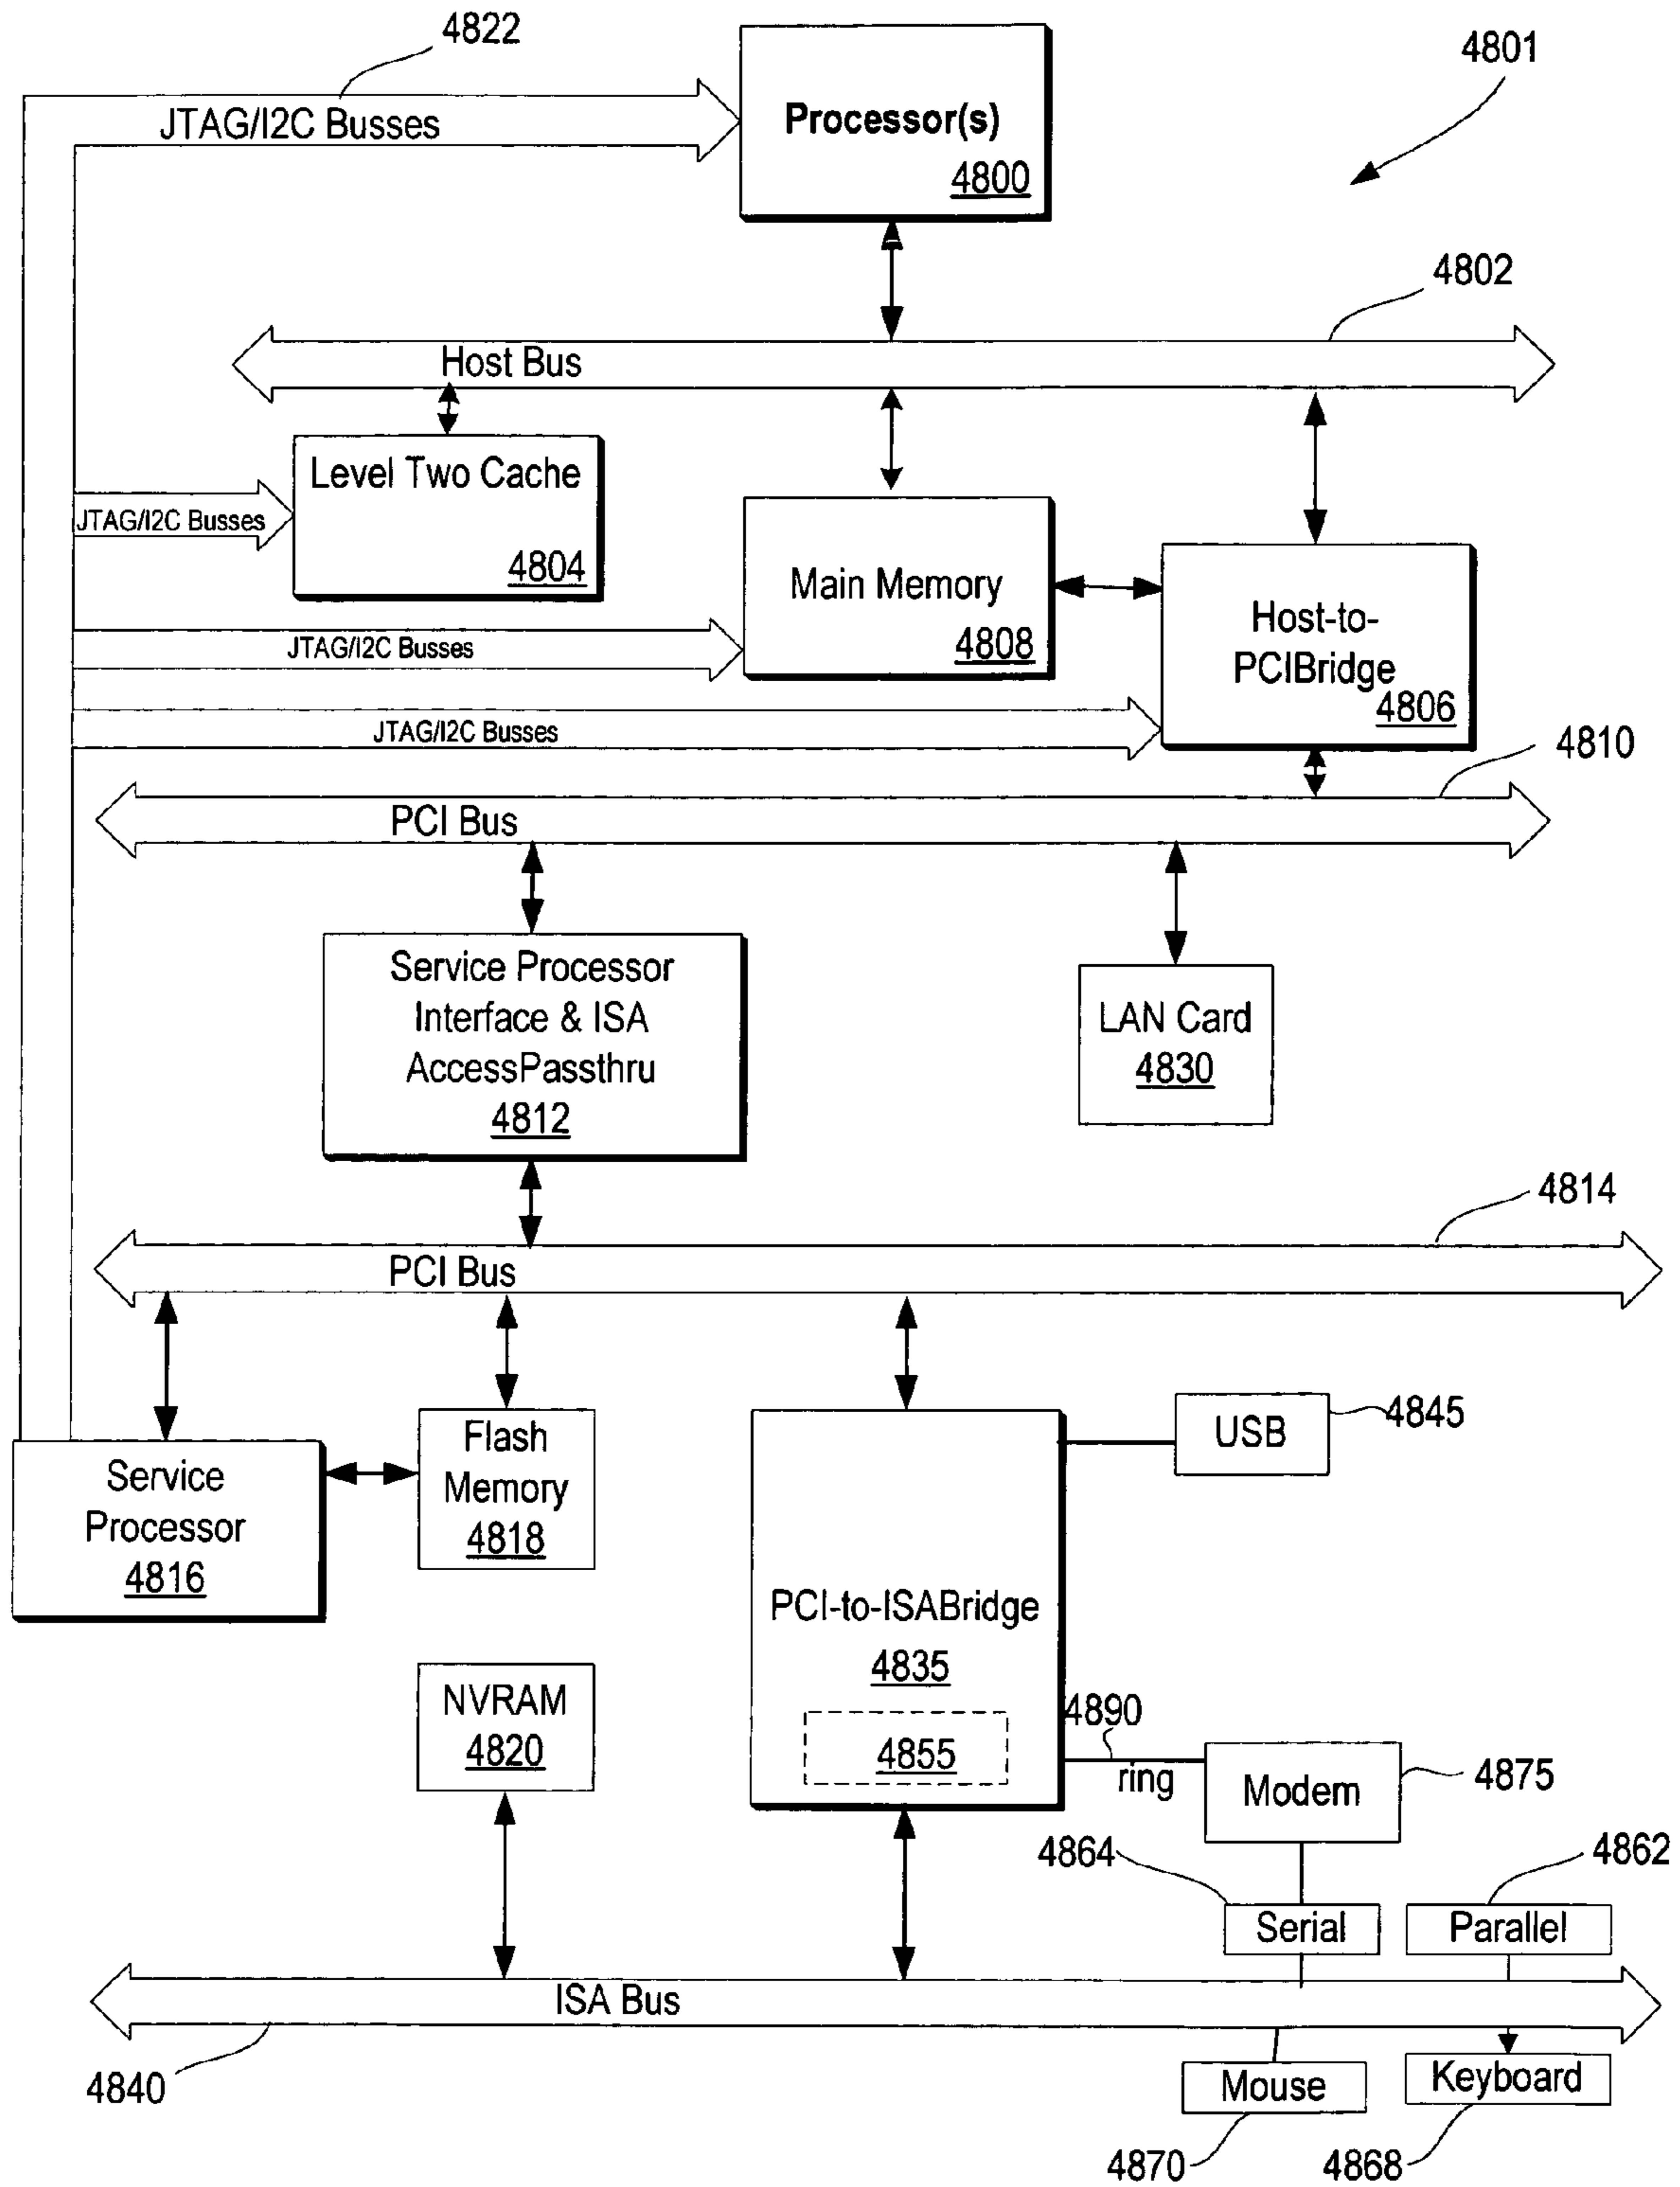 4822
4801
JTAG/I2C Busses
Processor(s)
4800
4802
Host Bus
Level Two Cache
4804
JTAG/I2C Busses
Main Memory
4808
Host-to-
PCIBridge
4806
JTAG/I2C Busses
JTAG/I2C Busses
4810
PCI Bus
Service Processor
Interface & ISA
AccessPassthru
4812
LAN Card
4830
4814
PCI Bus
Service
Processor
4816
Flash
Memory
4818
USB
4845
PCI-to-ISABridge
4835
4855
NVRAM
4820
4890
ring
Modem
4875
4864
4862
Serial
Parallel
ISA Bus
4840
Mouse
Keyboard
4870
4868